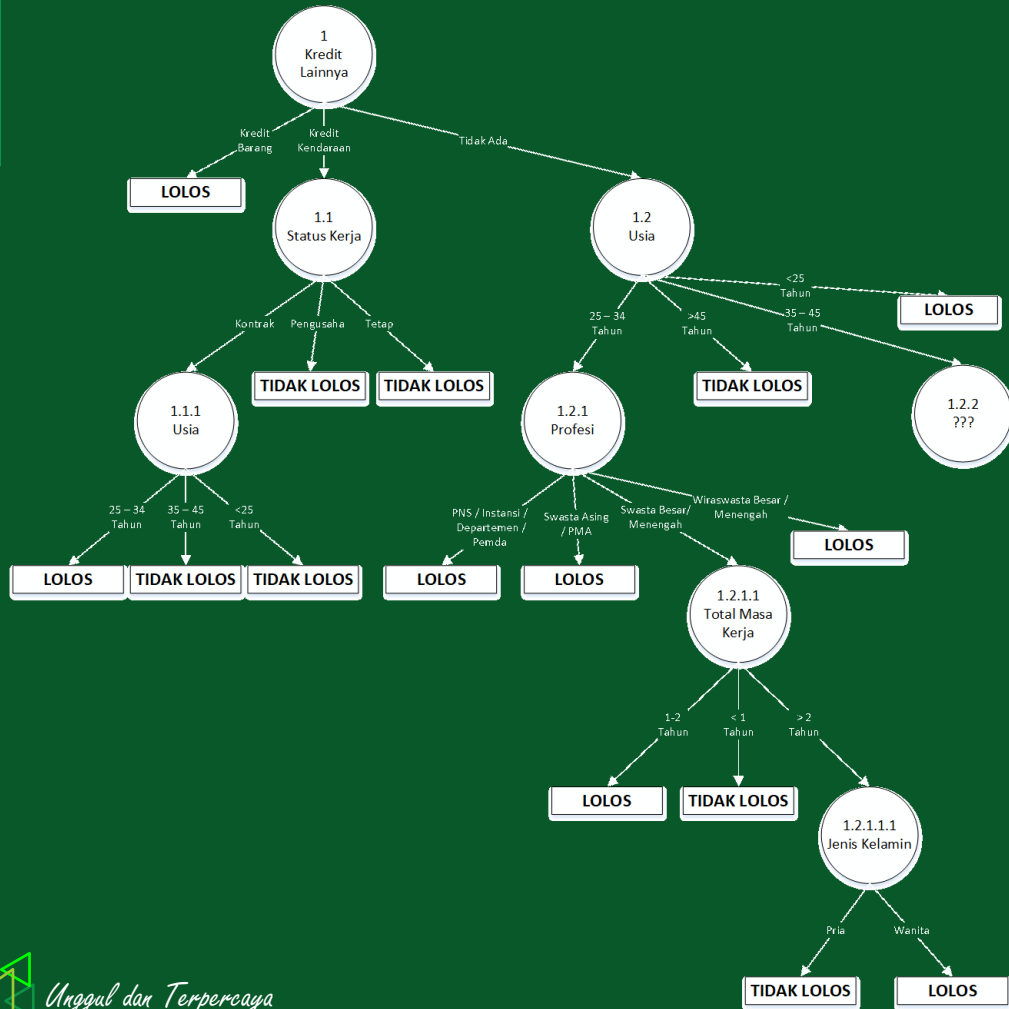 1
Kredit
Lainnya
Kredit
Barang
Kredit
Kendaraan
Tidak Ada
LOLOS
1.1
Status Kerja
1.2
Usia
<25
Tahun
LOLOS
Kontrak
Pengusaha
Tetap
25 – 34
Tahun
>45
Tahun
35 – 45
Tahun
TIDAK LOLOS
TIDAK LOLOS
TIDAK LOLOS
1.1.1
Usia
1.2.1
Profesi
1.2.2
???
25 – 34
Tahun
35 – 45
Tahun
<25
Tahun
PNS / Instansi /
Departemen /
Pemda
Swasta Asing
/ PMA
Swasta Besar/
Menengah
Wiraswasta Besar /
Menengah
LOLOS
LOLOS
TIDAK LOLOS
TIDAK LOLOS
LOLOS
LOLOS
1.2.1.1
Total Masa
Kerja
1-2
Tahun
< 1
Tahun
> 2
Tahun
LOLOS
TIDAK LOLOS
1.2.1.1.1
Jenis Kelamin
Pria
Wanita
TIDAK LOLOS
LOLOS
Unggul dan Terpercaya